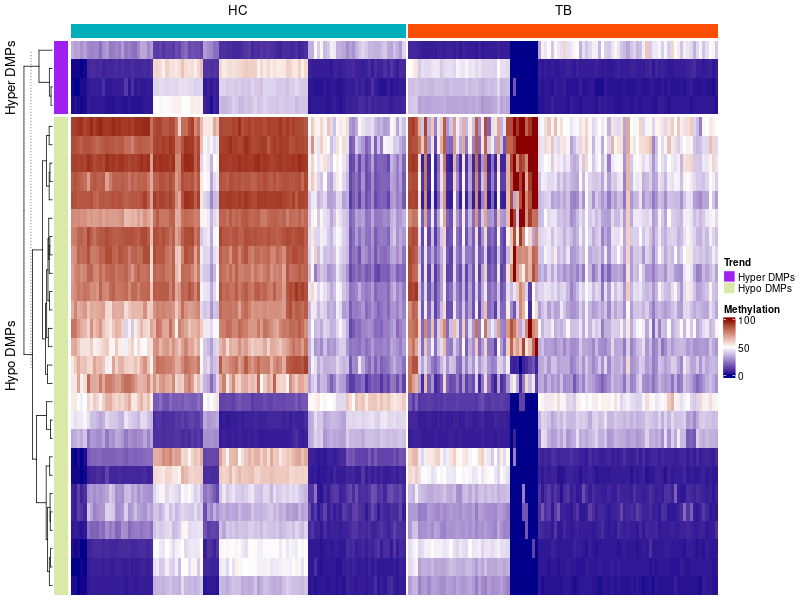 HC
TB
Hyper DMPs
Hypo DMPs
Trend
Hyper DMPs
Hypo DMPs
Methylation
100
50
0